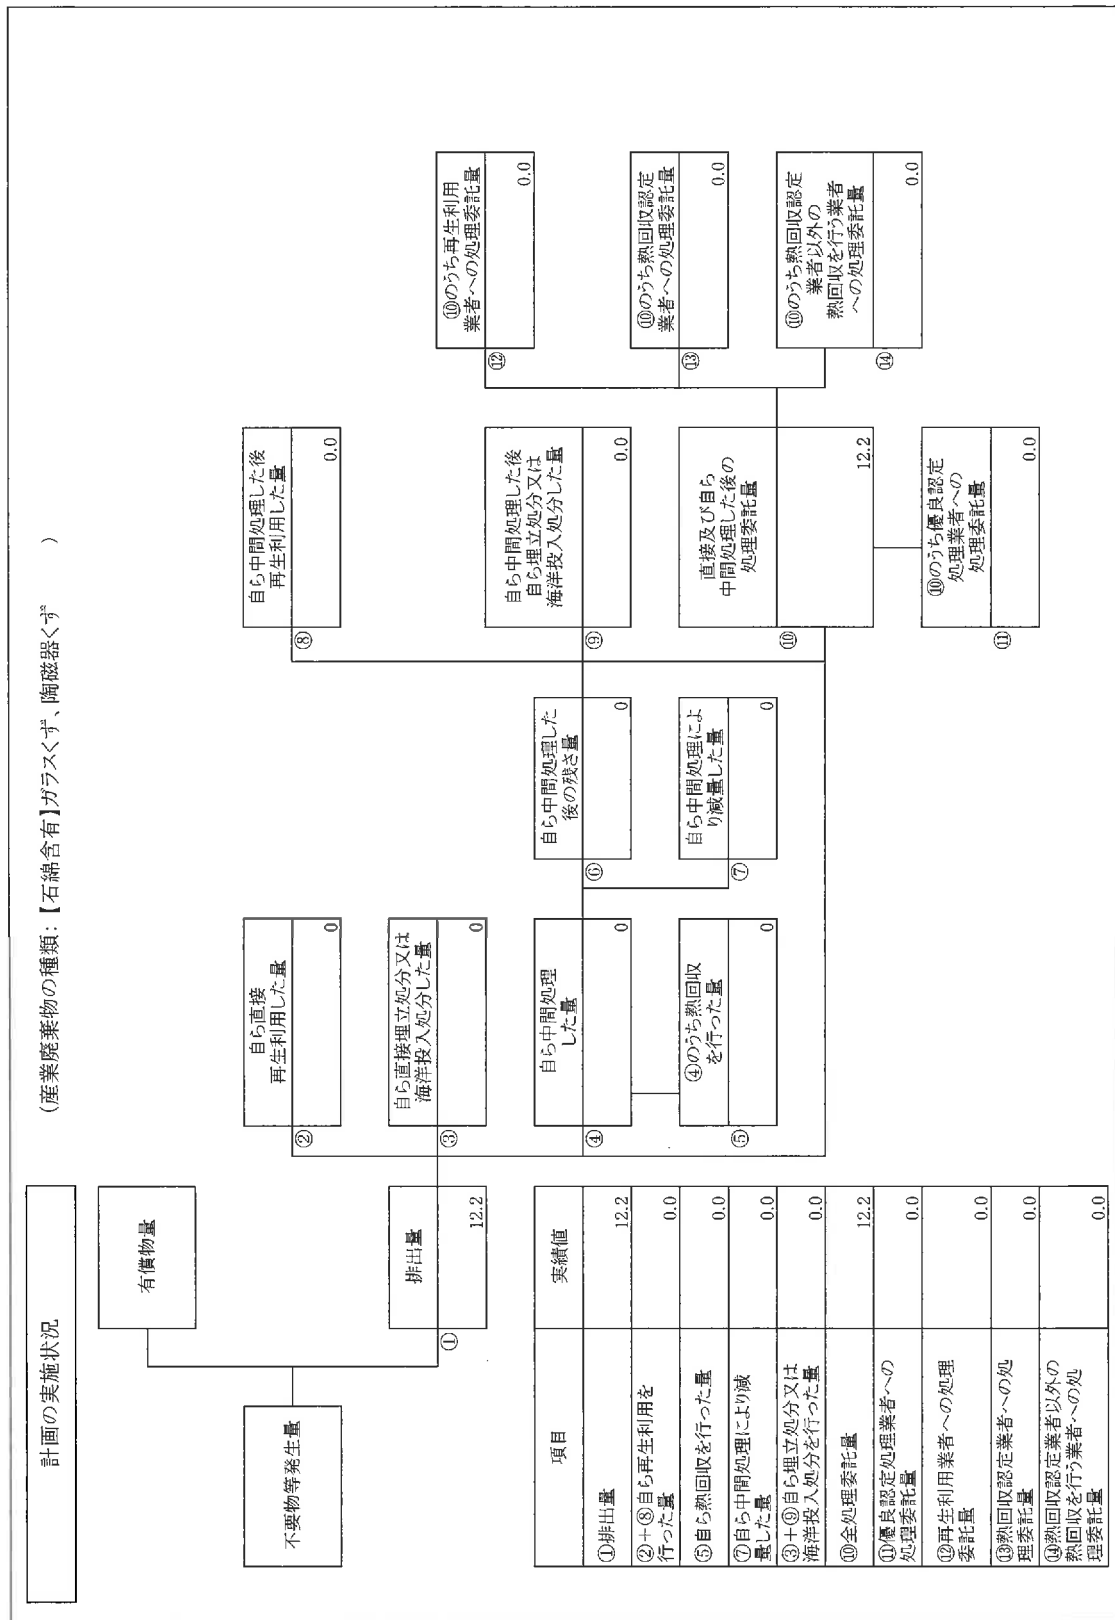 計画の実施状況
(産業廃棄物の種類:【石綿含有】ガラスくず、陶磁器くず )
不要物等発生量
有償物量
①
排出量
12.2
②
自ら直接
再生利用した量
0
③
自ら直接埋立処分又は
海洋投入処分した量
0
④
自ら中間処理
した量
0
⑤
④のうち熱回収
を行った量
0
⑥
自ら中間処理した
後の残さ量
0
⑦
自ら中間処理によ
り減量した量
0
⑧
自ら中間処理した後
再生利用した量
0.0
⑨
自ら中間処理した後
自ら埋立処分又は
海洋投入処分した量
0.0
⑩
直接及び自ら
中間処理した後の
処理委託量
12.2
⑪
⑩のうち優良認定
処理業者への
処理委託量
0.0
⑫
⑩のうち再生利用
業者への処理委託量
0.0
⑬
⑩のうち熱回収認定
業者への処理委託量
0.0
⑭
⑩のうち熱回収認定
業者以外の
熱回収を行う業者
への処理委託量
0.0
項目 実績値
①排出量 12.2
②+⑧自ら再生利用を
行った量 0.0
⑤自ら熱回収を行った量 0.0
⑦自ら中間処理により減
量した量 0.0
③+⑨自ら埋立処分又は
海洋投入処分を行った量 0.0
⑩全処理委託量 12.2
⑪優良認定処理業者への
処理委託量 0.0
⑫再生利用業者への処理
委託量 0.0
⑬熱回収認定業者への処
理委託量 0.0
⑭熱回収認定業者以外の
熱回収を行う業者への処
理委託量 0.0